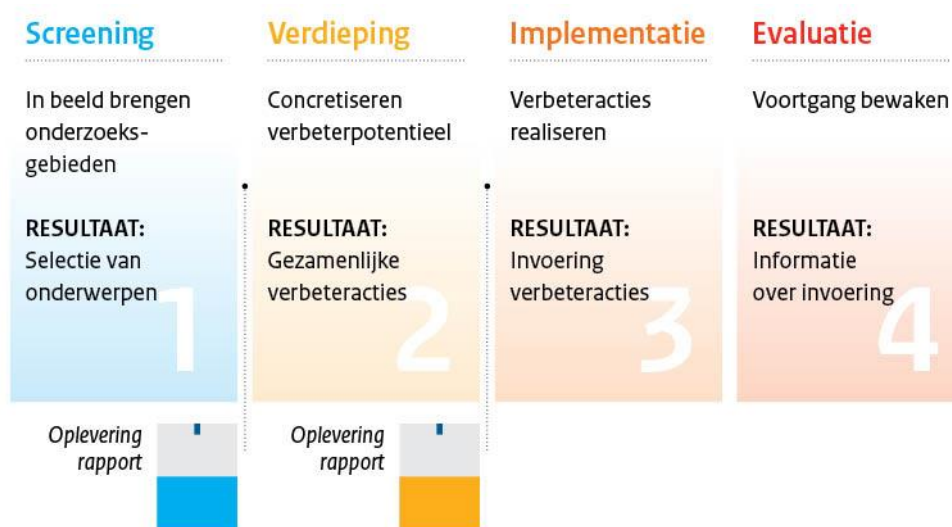 Screening
In beeld brengen
onderzoeks-
gebieden
RESULTAAT:
Selectie van
onderwerpen
1
Oplevering
rapport
Verdieping
Concretiseren
verbeterpotentieel
RESULTAAT:
Gezamenlijke
verbeteracties
2
Oplevering
rapport
Implementatie
Verbeteracties
realiseren
RESULTAAT:
Invoering
verbeteracties
3
Evaluatie
Voortgang bewaken
RESULTAAT:
Informatie
over invoering
4